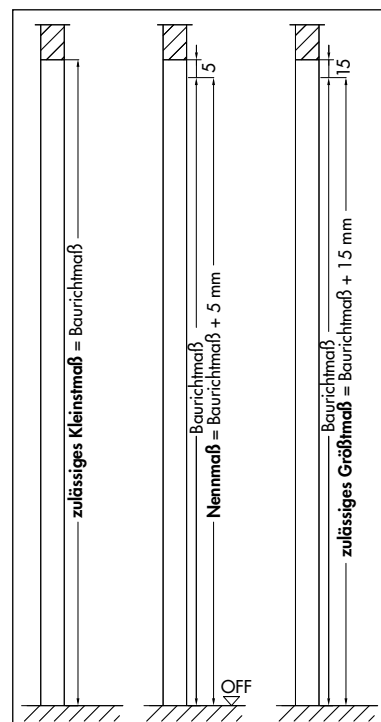 zulässiges Kleinstmaß = Baurichtmaß
5
Baurichtmaß
Nennmaß = Baurichtmaß + 5 mm
15
Baurichtmaß
zulässiges Größtmaß = Baurichtmaß + 15 mm
OFF